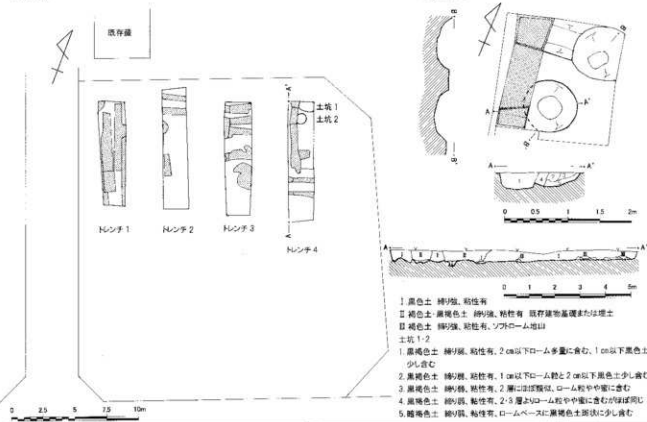 既存舗
A'
土坑 1
土坑 2
トレンチ 1
トレンチ 2
トレンチ 3
A
トレンチ 4
0 2.5 5 7.5 10m
B
B'
B'
A
A'
B
A
A'
0 0.5 1 1.5 2m
A
A'
0 1 2 3 4 5m
I 黒色土 締り強、粘性有
II 褐色土・黒褐色土 締り強、粘性有 既存建物基礎または埋土
III 褐色土 締り強、粘性有、ソフトローム地山
土坑 1・2
1. 黒褐色土 締り弱、粘性有、2cm以下ローム多量に含む、1cm以下黒色土
少し含む
2. 黒褐色土 締り弱、粘性有、1cm以下ローム粒と2cm以下黒色土少し含む
3. 黒褐色土 締り弱、粘性有、2層にほぼ類似、ローム粒やや密に含む
4. 黒褐色土 締り弱、粘性有、2・3層よりローム粒やや密に含むがほぼ同じ
5. 暗褐色土 締り弱、粘性有、ロームベースに黒褐色土斑状に少し含む